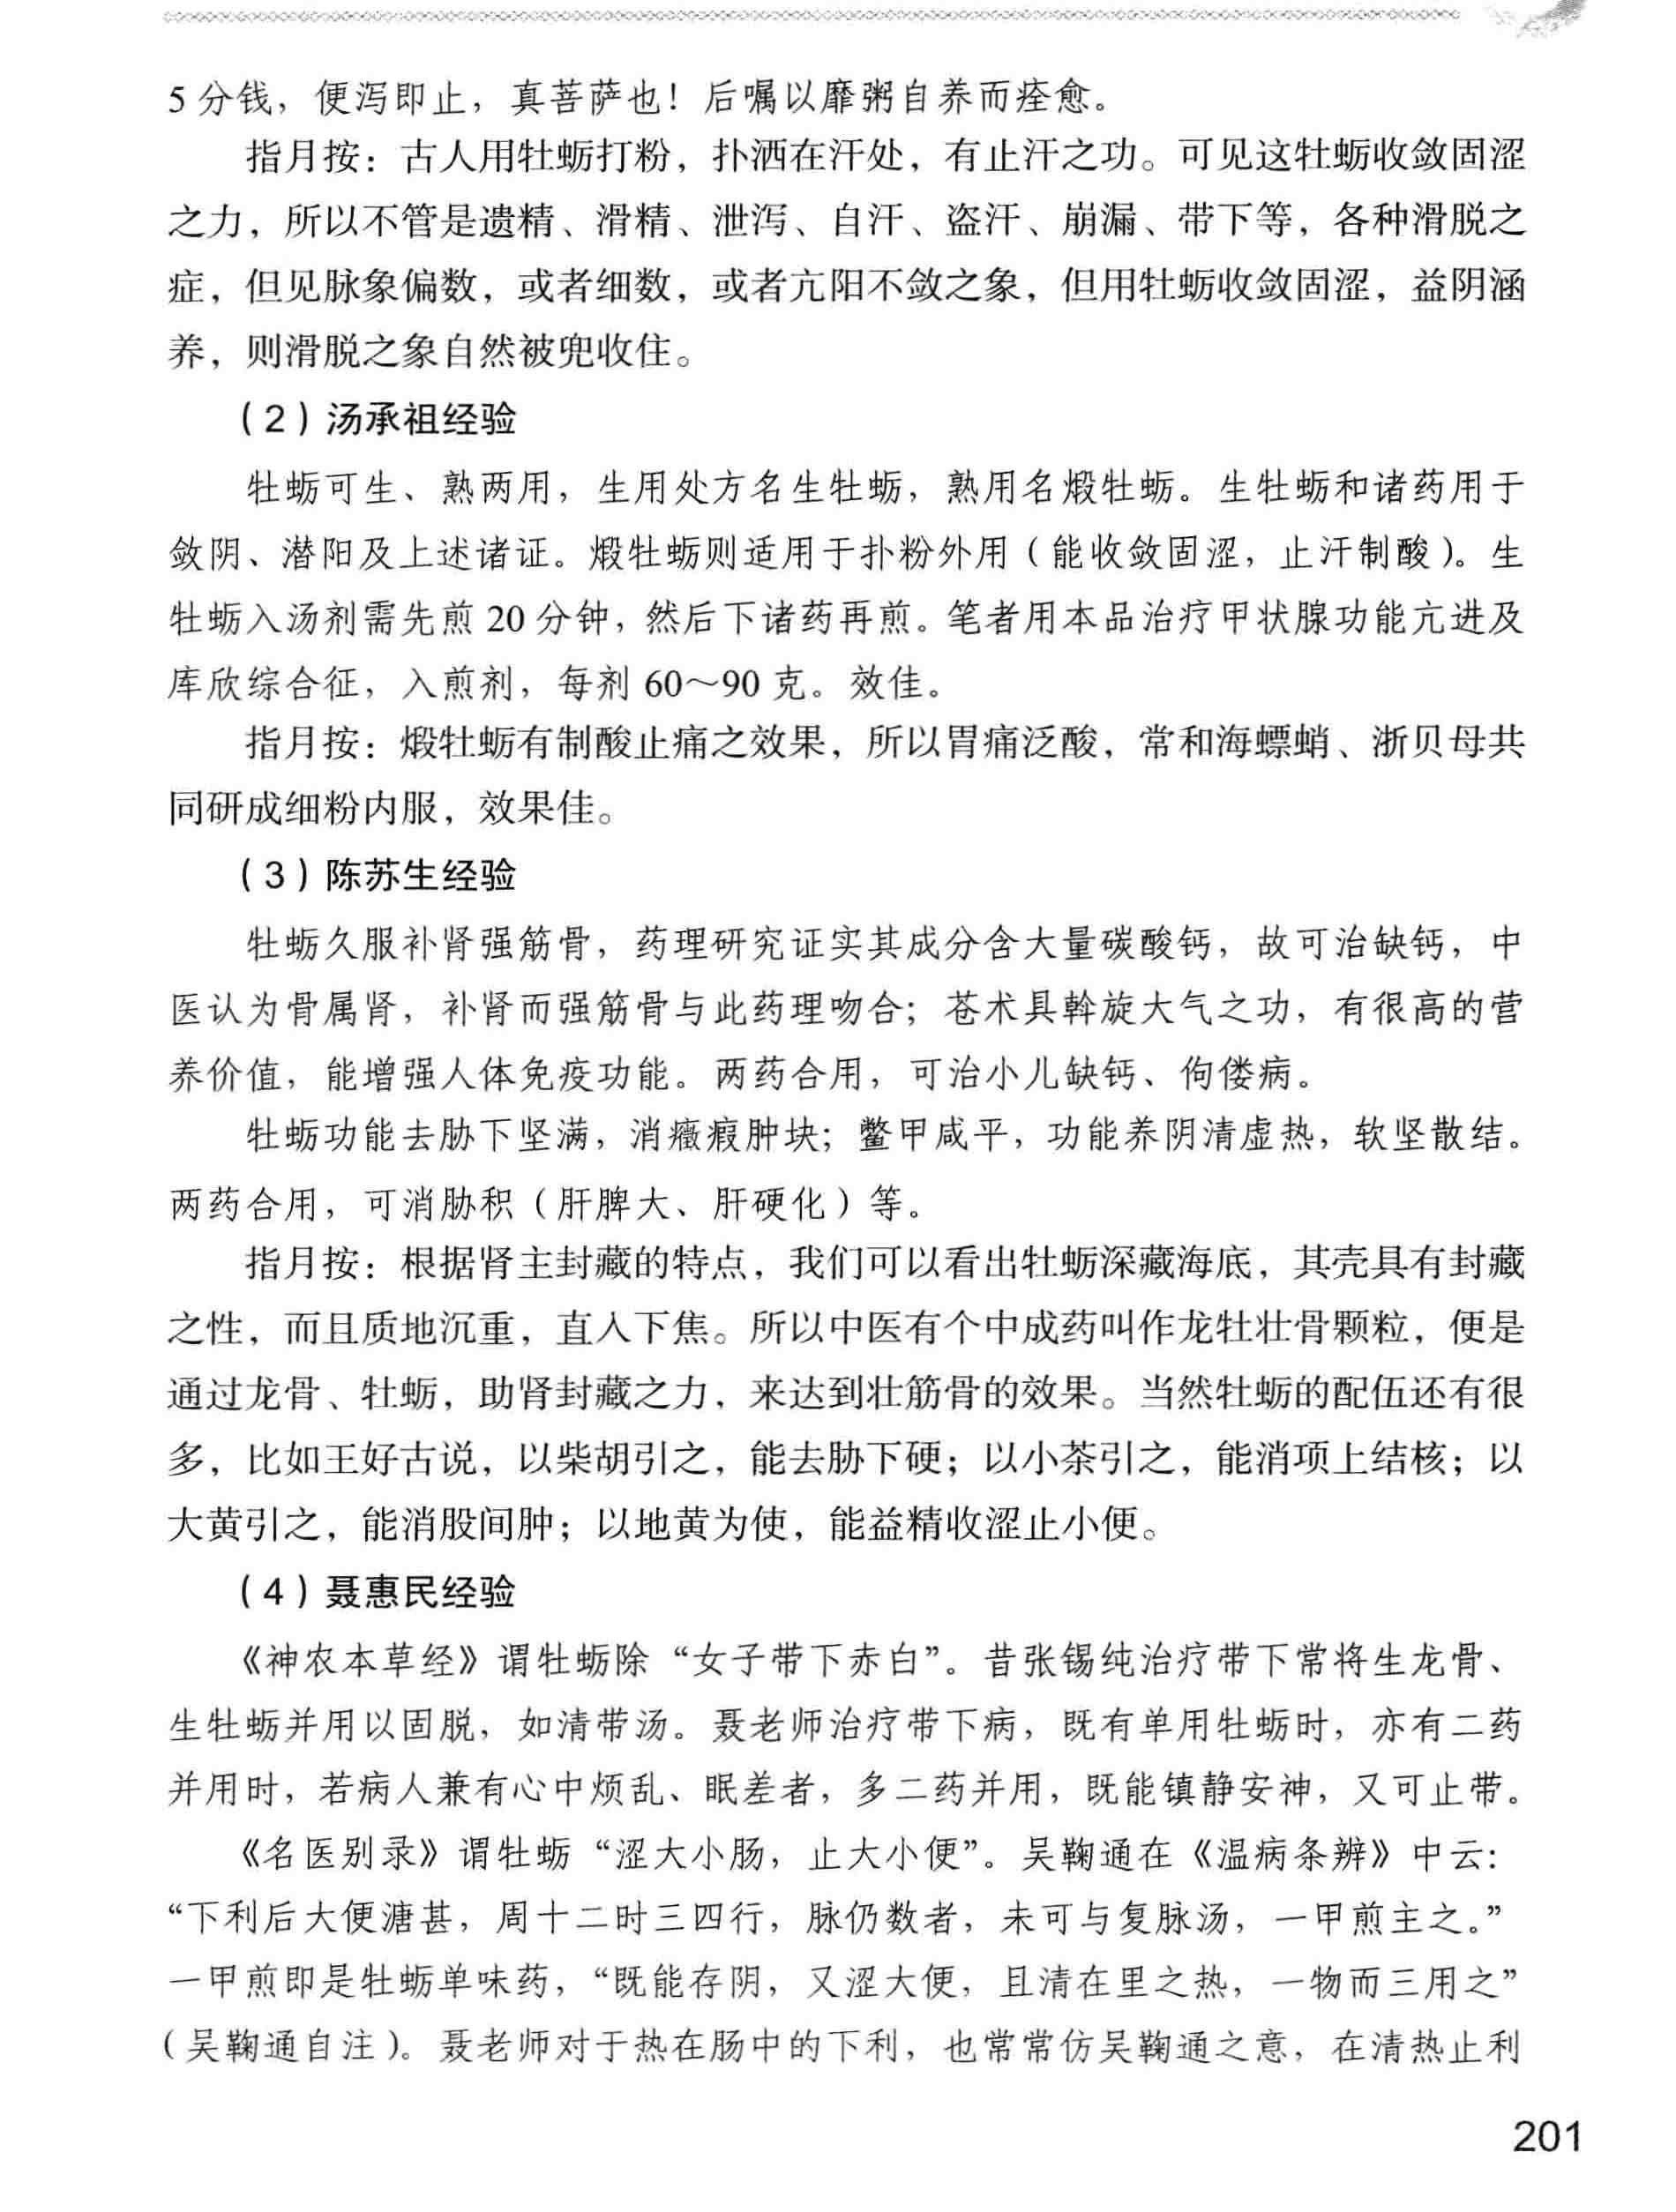 5 分钱，便泻即止，真菩萨也！后嘱以靡粥自养而痊愈。
指月按：古人用牡蛎打粉，扑洒在汗处，有止汗之功。可见这牡蛎收敛固涩
之力，所以不管是遗精、滑精、泄泻、自汗、盗汗、崩漏、带下等，各种滑脱之
症，但见脉象偏数，或者细数，或者亢阳不敛之象，但用牡蛎收敛固涩，益阴涵
养，则滑脱之象自然被兜收住。
（2）汤承祖经验
牡蛎可生、熟两用，生用处方名生牡蛎，熟用名煅牡蛎。生牡蛎和诸药用于
敛阴、潜阳及上述诸证。煅牡蛎则适用于扑粉外用（能收敛固涩，止汗制酸）。生
牡蛎入汤剂需先煎 20 分钟，然后下诸药再煎。笔者用本品治疗甲状腺功能亢进及
库欣综合征，入煎剂，每剂 60～90 克。效佳。
指月按：煅牡蛎有制酸止痛之效果，所以胃痛泛酸，常和海螵蛸、浙贝母共
同研成细粉内服，效果佳。
（3）陈苏生经验
牡蛎久服补肾强筋骨，药理研究证实其成分含大量碳酸钙，故可治缺钙，中
医认为骨属肾，补肾而强筋骨与此药理吻合；苍术具斡旋大气之功，有很高的营
养价值，能增强人体免疫功能。两药合用，可治小儿缺钙、佝偻病。
牡蛎功能去胁下坚满，消癥瘕肿块；鳖甲咸平，功能养阴清虚热，软坚散结。
两药合用，可消胁积（肝脾大、肝硬化）等。
指月按：根据肾主封藏的特点，我们可以看出牡蛎深藏海底，其壳具有封藏
之性，而且质地沉重，直入下焦。所以中医有个中成药叫作龙牡壮骨颗粒，便是
通过龙骨、牡蛎，助肾封藏之力，来达到壮筋骨的效果。当然牡蛎的配伍还有很
多，比如王好古说，以柴胡引之，能去胁下硬；以小茶引之，能消项上结核；以
大黄引之，能消股间肿；以地黄为使，能益精收涩止小便。
（4）聂惠民经验
《神农本草经》谓牡蛎除“女子带下赤白”。昔张锡纯治疗带下常将生龙骨、
生牡蛎并用以固脱，如清带汤。聂老师治疗带下病，既有单用牡蛎时，亦有二药
并用时，若病人兼有心中烦乱、眠差者，多二药并用，既能镇静安神，又可止带。
《名医别录》谓牡蛎“涩大小肠，止大小便”。吴鞠通在《温病条辨》中云：
“下利后大便溏甚，周十二时三四行，脉仍数者，未可与复脉汤，一甲煎主之。”
一甲煎即是牡蛎单味药，“既能存阴，又涩大便，且清在里之热，一物而三用之”
（吴鞠通自注）。聂老师对于热在肠中的下利，也常常仿吴鞠通之意，在清热止利
201